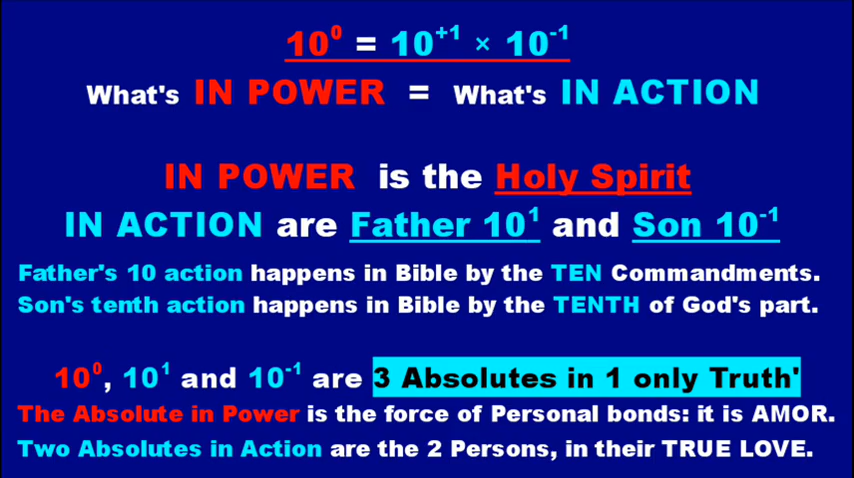 10⁰ = 10⁺¹ × 10⁻¹
What's IN POWER = What's IN ACTION
IN POWER is the Holy Spirit
IN ACTION are Father 10¹ and Son 10⁻¹
Father's 10 action happens in Bible by the TEN Commandments.
Son's tenth action happens in Bible by the TENTH of God's part.
10⁰, 10¹ and 10⁻¹ are 3 Absolutes in 1 only Truth'
The Absolute in Power is the force of Personal bonds: it is AMOR.
Two Absolutes in Action are the 2 Persons, in their TRUE LOVE.